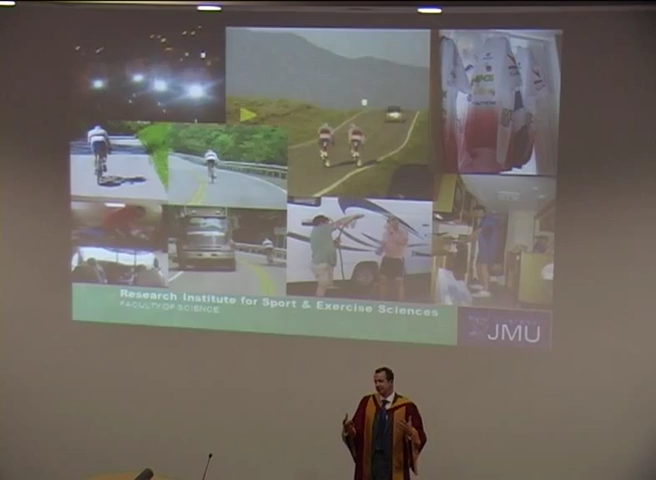 Research Institute for Sport & Exercise Sciences
FACULTY OF SCIENCE
JMU